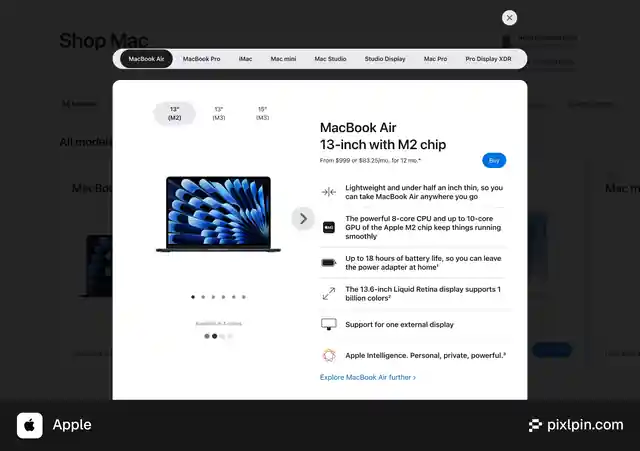 Shop Mac
MacBook Air
MacBook Pro
iMac
Mac mini
Mac Studio
Studio Display
Mac Pro
Pro Display XDR
13"
(M2)
13"
(M3)
15"
(M3)
MacBook Air
13-inch with M2 chip
From $999 or $83.25/mo. for 12 mo.*
Buy
Lightweight and under half an inch thin, so you
can take MacBook Air anywhere you go
The powerful 8-core CPU and up to 10-core
GPU of the Apple M2 chip keep things running
smoothly
Up to 18 hours of battery life, so you can leave
the power adapter at home¹
The 13.6-inch Liquid Retina display supports 1
billion colors²
Support for one external display
Apple Intelligence. Personal, private, powerful.³
Explore MacBook Air further >
Available in 4 colors
All models
Apple
pixlpin.com